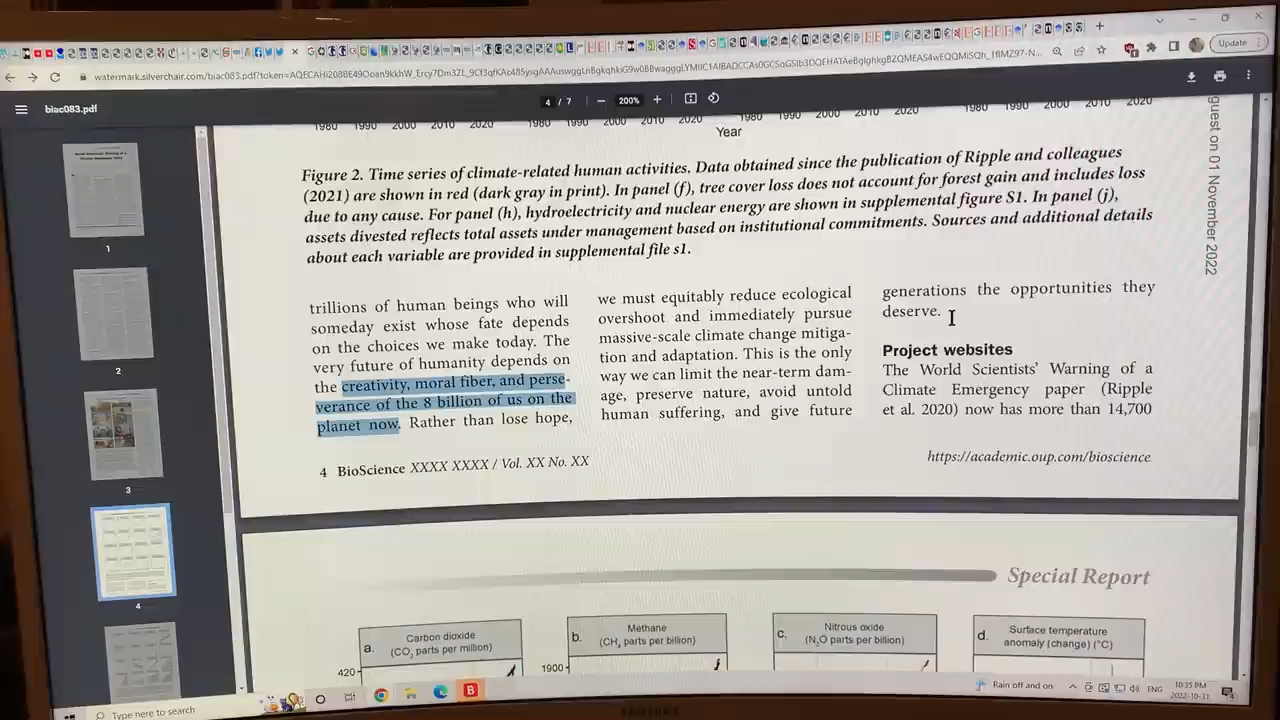 Update
watermark.silverchair.com/biac083.pdf?token=
biac083.pdf
4 / 7
200%
1
2
3
4
1980 1990 2000 2010 2020 1980 1990 2000 2010 2020 1980 1990 2000 2010 2020 1980 1990 2000 2010 2020
Year
guest on 01 November 2022
Figure 2. Time series of climate-related human activities. Data obtained since the publication of Ripple and colleagues
(2021) are shown in red (dark gray in print). In panel (f), tree cover loss does not account for forest gain and includes loss
due to any cause. For panel (h), hydroelectricity and nuclear energy are shown in supplemental figure S1. In panel (j),
assets divested reflects total assets under management based on institutional commitments. Sources and additional details
about each variable are provided in supplemental file s1.
trillions of human beings who will
someday exist whose fate depends
on the choices we make today. The
very future of humanity depends on
the creativity, moral fiber, and perse-
verance of the 8 billion of us on the
planet now. Rather than lose hope,
we must equitably reduce ecological
overshoot and immediately pursue
massive-scale climate change mitiga-
tion and adaptation. This is the only
way we can limit the near-term dam-
age, preserve nature, avoid untold
human suffering, and give future
generations the opportunities they
deserve.
Project websites
The World Scientists' Warning of a
Climate Emergency paper (Ripple
et al. 2020) now has more than 14,700
4 BioScience XXXX XXXX / Vol. XX No. XX
https://academic.oup.com/bioscience
Special Report
a. Carbon dioxide
(CO₂ parts per million)
b. Methane
(CH₄ parts per billion)
c. Nitrous oxide
(N₂O parts per billion)
d. Surface temperature
anomaly (change) (°C)
420
1900
Type here to search
Rain off and on
ENG
10:35 PM
2022-10-31
SAMSUNG